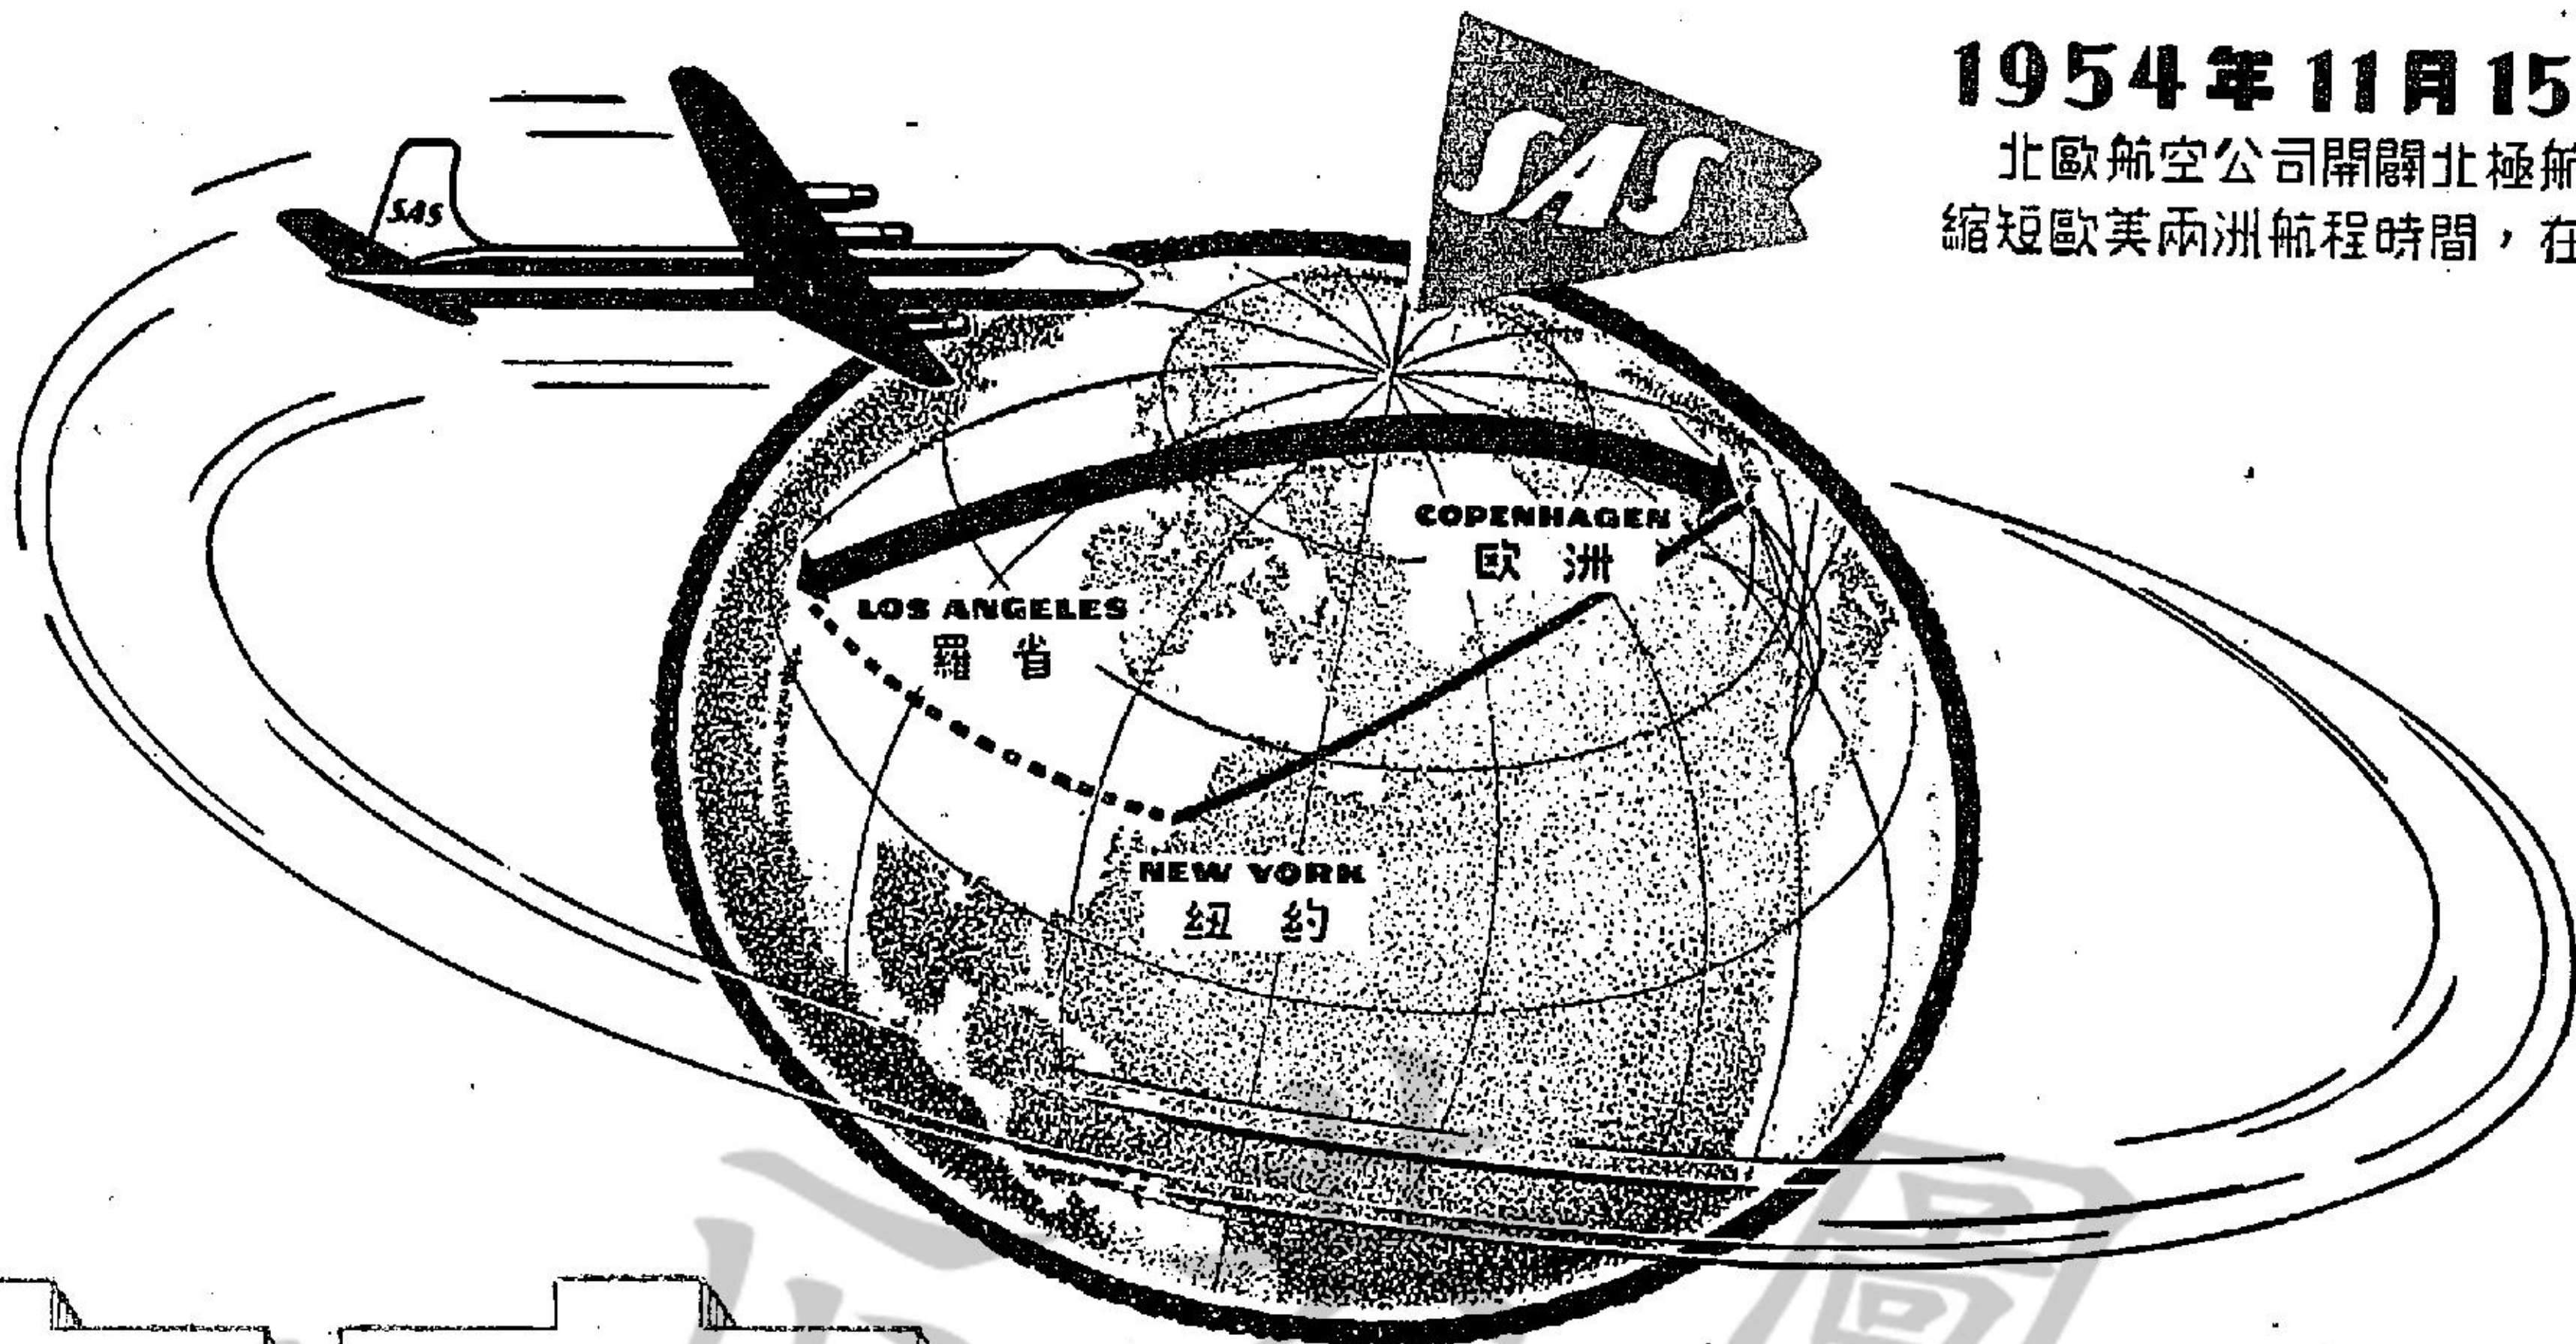 1954年11月15
北歐航空公司開闢北極航
縮短歐美兩洲航程時間，在
SAS
SAS
COPENHAGEN
歐洲
LOS ANGELES
羅省
NEW YORK
紐約
圖